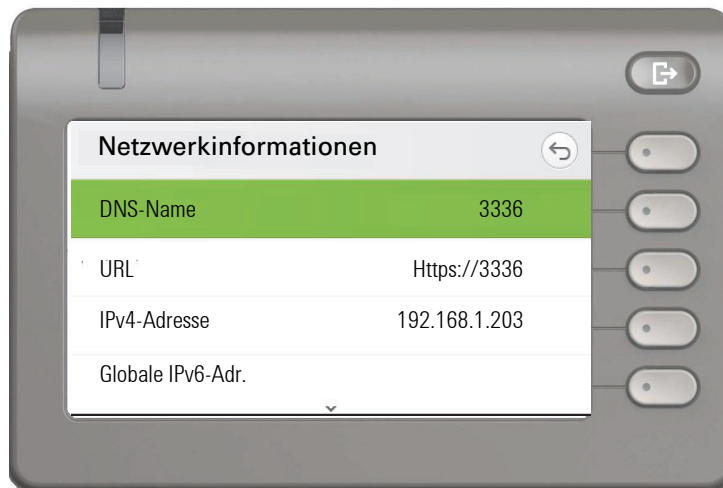 Netzwerkinformationen
DNS-Name 3336
URL Https://3336
IPv4-Adresse 192.168.1.203
Globale IPv6-Adr.